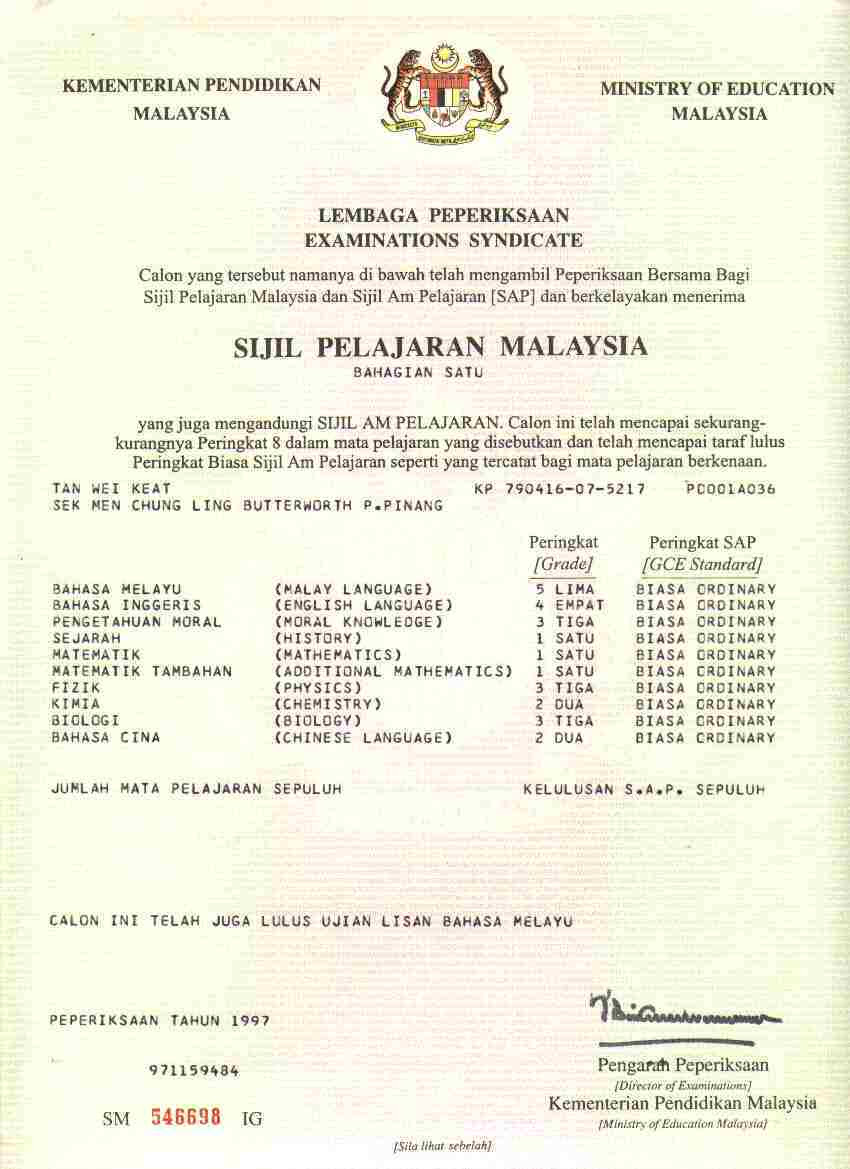 KEMENTERIAN PENDIDIKAN
MALAYSIA
MINISTRY OF EDUCATION
MALAYSIA
LEMBAGA PEPERIKSAAN
EXAMINATIONS SYNDICATE
Calon yang tersebut namanya di bawah telah mengambil Peperiksaan Bersama Bagi
Sijil Pelajaran Malaysia dan Sijil Am Pelajaran [SAP] dan berkelayakan menerima
SIJIL PELAJARAN MALAYSIA
BAHAGIAN SATU
yang juga mengandungi SIJIL AM PELAJARAN. Calon ini telah mencapai sekurang-
kurangnya Peringkat 8 dalam mata pelajaran yang disebutkan dan telah mencapai taraf lulus
Peringkat Biasa Sijil Am Pelajaran seperti yang tercatat bagi mata pelajaran berkenaan.
TAN WEI KEAT KP 790416-07-5217 PC001A036
SEK MEN CHUNG LING BUTTERWORTH P.PINANG
Peringkat Peringkat SAP
[Grade] [GCE Standard]
BAHASA MELAYU (MALAY LANGUAGE) 5 LIMA BIASA ORDINARY
BAHASA INGGERIS (ENGLISH LANGUAGE) 4 EMPAT BIASA ORDINARY
PENGETAHUAN MORAL (MORAL KNOWLEDGE) 3 TIGA BIASA ORDINARY
SEJARAH (HISTORY) 1 SATU BIASA ORDINARY
MATEMATIK (MATHEMATICS) 1 SATU BIASA ORDINARY
MATEMATIK TAMBAHAN (ADDITIONAL MATHEMATICS) 1 SATU BIASA ORDINARY
FIZIK (PHYSICS) 3 TIGA BIASA ORDINARY
KIMIA (CHEMISTRY) 2 DUA BIASA ORDINARY
BIOLOGI (BIOLOGY) 3 TIGA BIASA ORDINARY
BAHASA CINA (CHINESE LANGUAGE) 2 DUA BIASA ORDINARY
JUMLAH MATA PELAJARAN SEPULUH KELULUSAN S.A.P. SEPULUH
CALON INI TELAH JUGA LULUS UJIAN LISAN BAHASA MELAYU
PEPERIKSAAN TAHUN 1997
971159484
SM 546698 IG
Pengarah Peperiksaan
[Director of Examinations]
Kementerian Pendidikan Malaysia
[Ministry of Education Malaysia]
[Sila lihat sebelah]